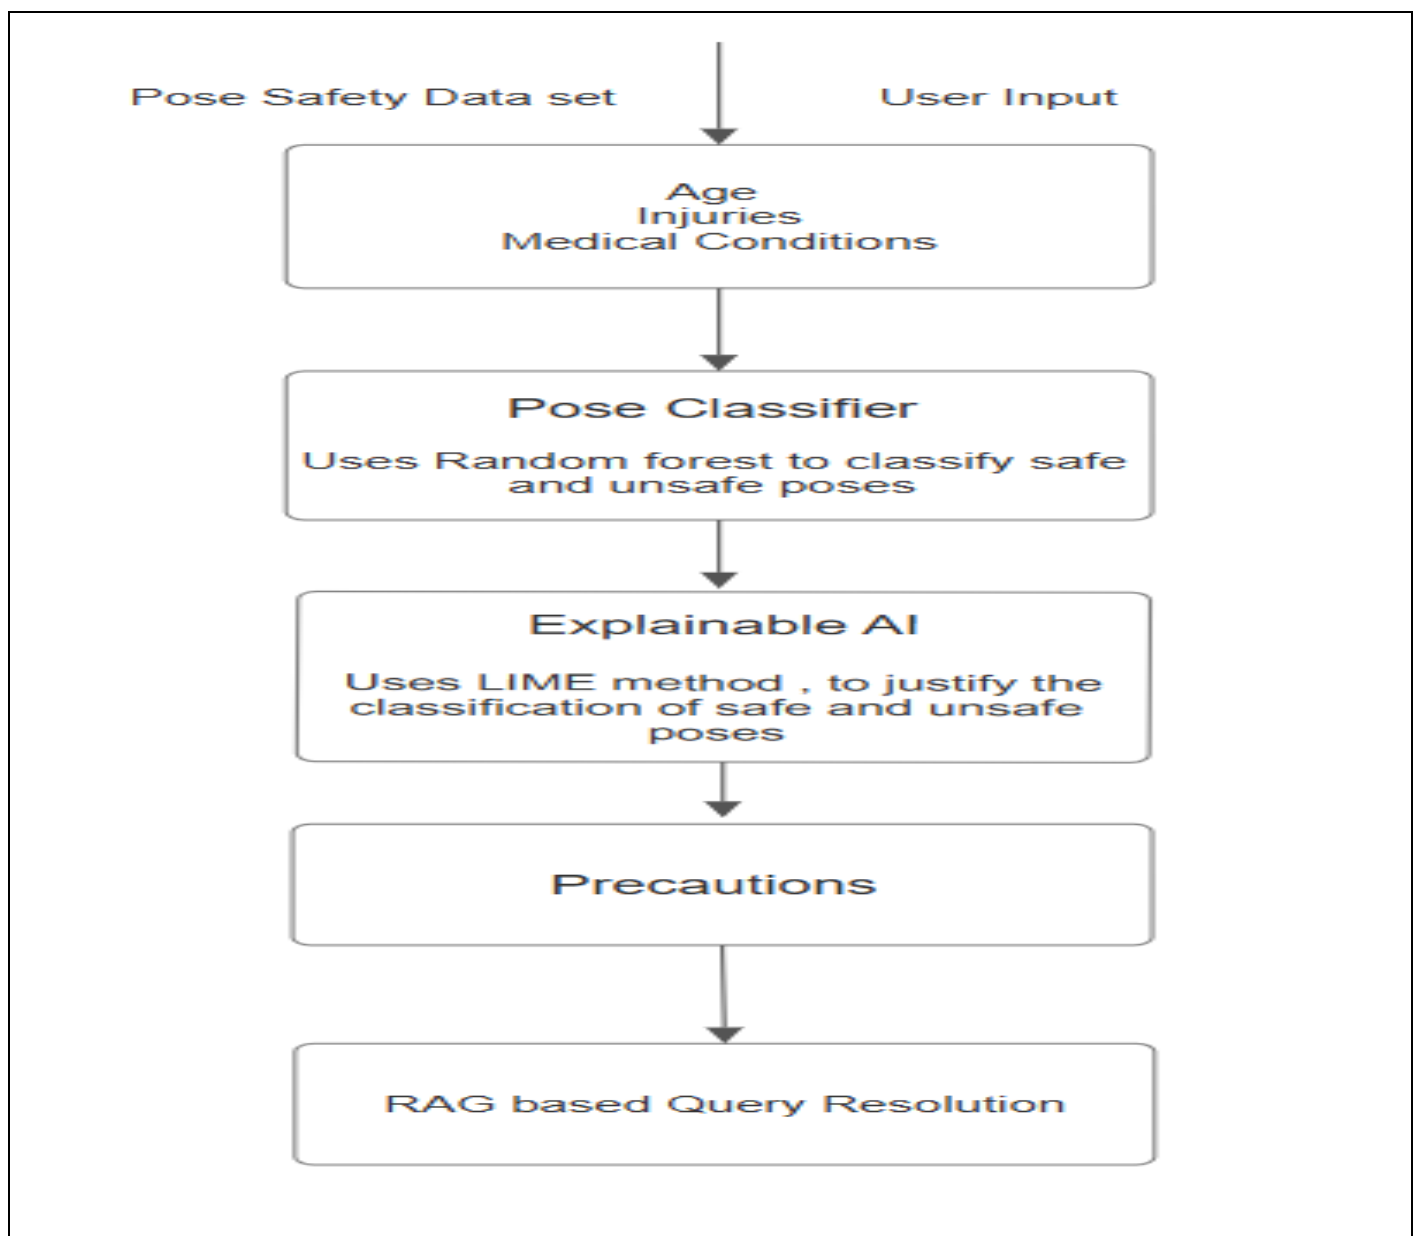 Pose Safety Data set
User Input
Age
Injuries
Medical Conditions
Pose Classifier
Uses Random forest to classify safe
and unsafe poses
Explainable AI
Uses LIME method , to justify the
classification of safe and unsafe
poses
Precautions
RAG based Query Resolution